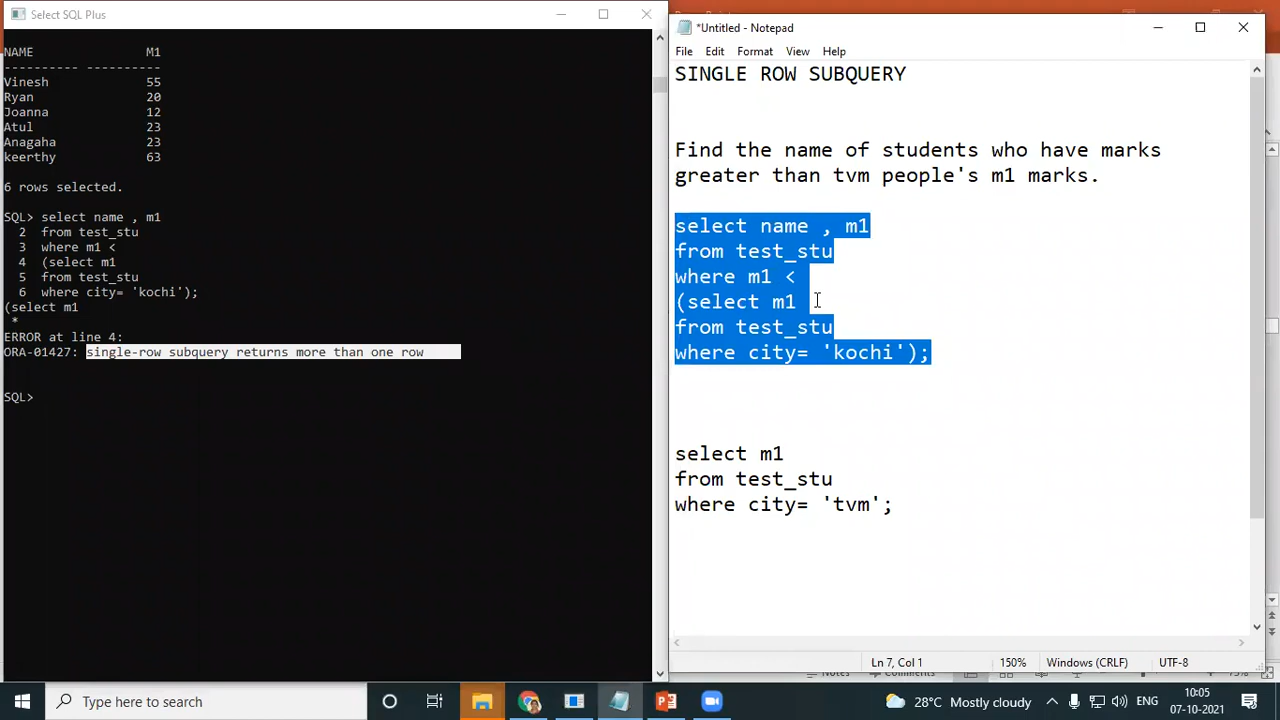 Select SQL Plus
NAME M1
---------- ----------
Vinesh 55
Ryan 20
Joanna 12
Atul 23
Anagaha 23
keerthy 63
6 rows selected.
SQL> select name , m1
2 from test_stu
3 where m1 <
4 (select m1
5 from test_stu
6 where city= 'kochi');
(select m1
*
ERROR at line 4:
ORA-01427: single-row subquery returns more than one row
SQL>
*Untitled - Notepad
File Edit Format View Help
SINGLE ROW SUBQUERY
Find the name of students who have marks
greater than tvm people's m1 marks.
select name , m1
from test_stu
where m1 <
(select m1
from test_stu
where city= 'kochi');
select m1
from test_stu
where city= 'tvm';
Ln 7, Col 1 150% Windows (CRLF) UTF-8
Type here to search
28°C Mostly cloudy
ENG
10:05
07-10-2021